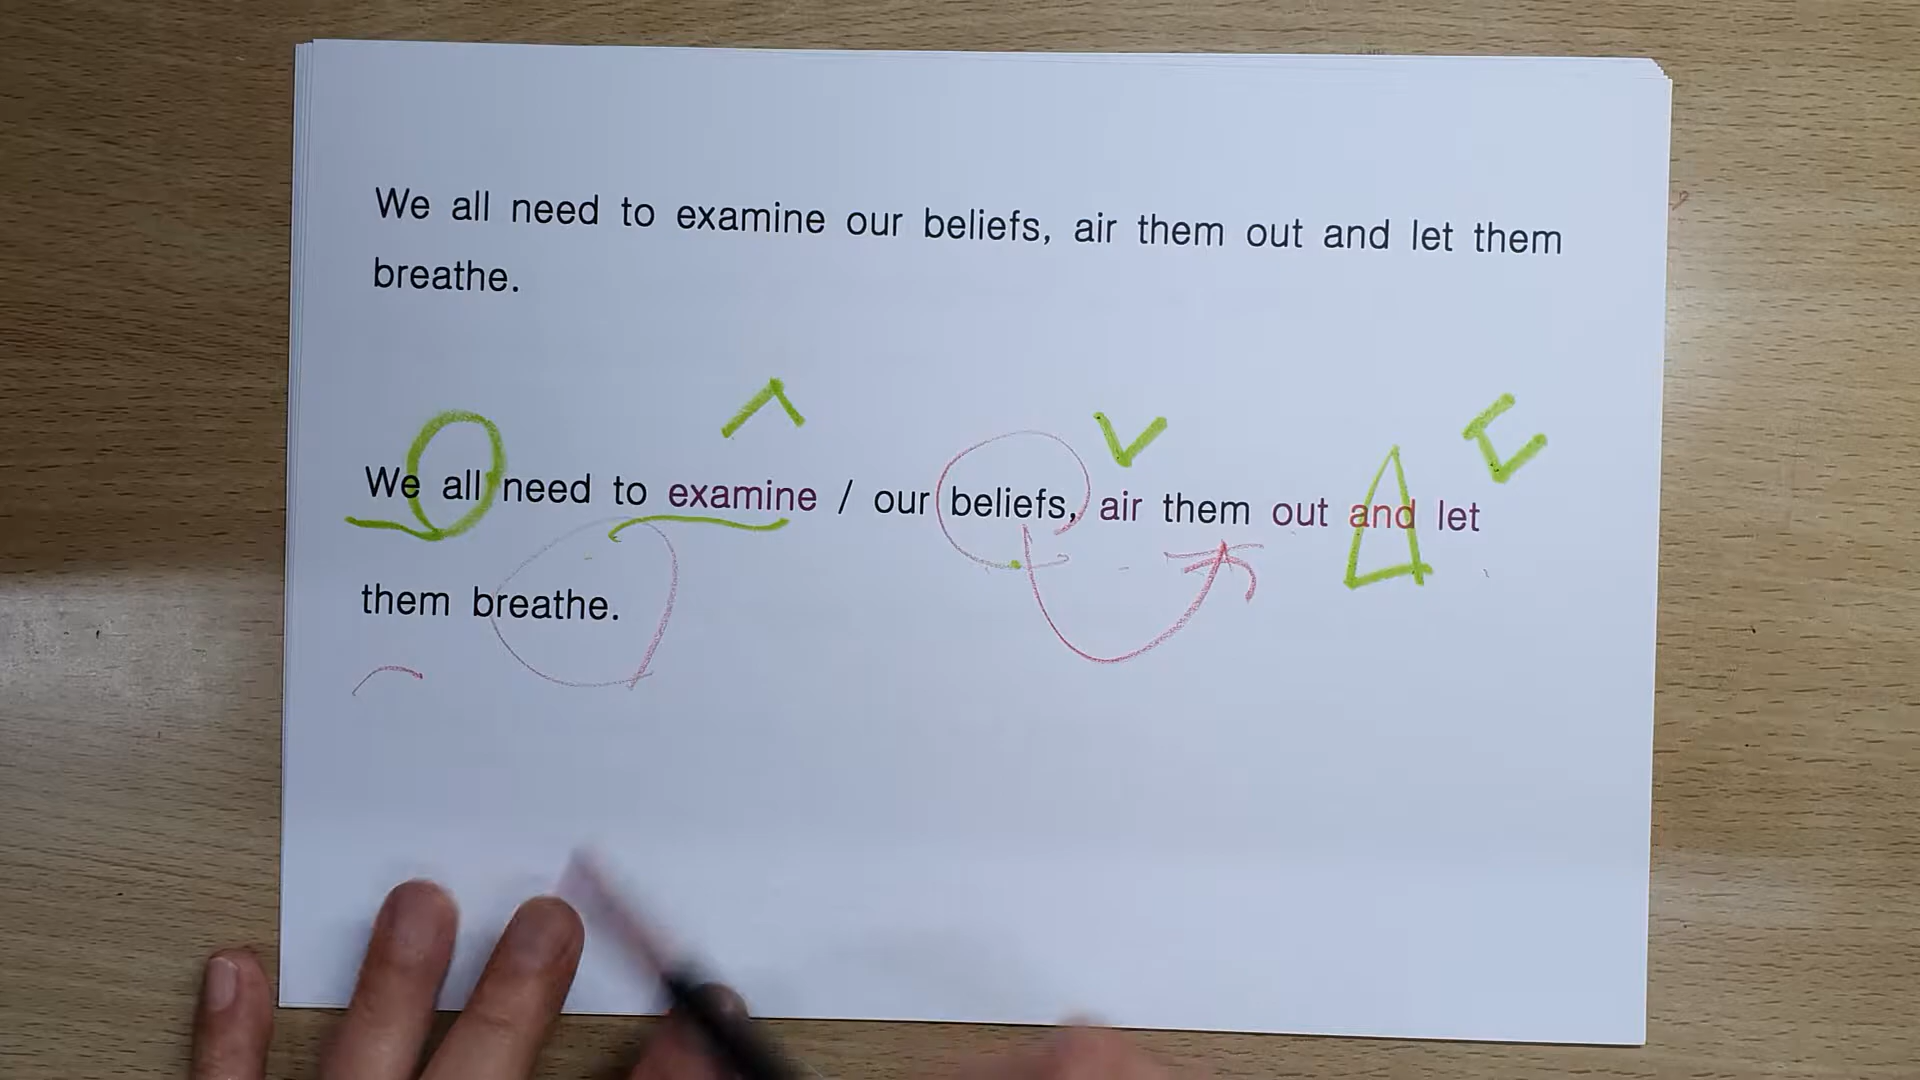 We all need to examine our beliefs, air them out and let them
breathe.
We all need to examine / our beliefs, air them out and let
them breathe.